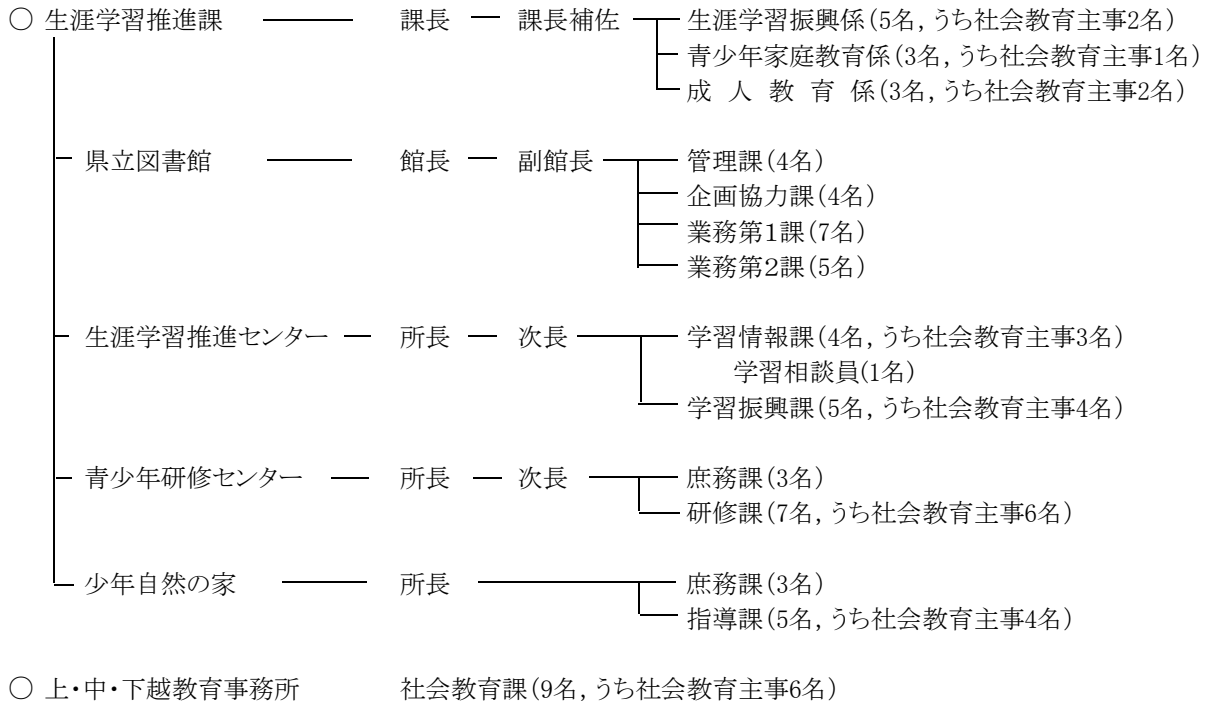 ○ 生涯学習推進課 課長 課長補佐 生涯学習振興係(5名,うち社会教育主事2名)
青少年家庭教育係(3名,うち社会教育主事1名)
成 人 教 育 係(3名,うち社会教育主事2名)
県立図書館 館長 副館長 管理課(4名)
企画協力課(4名)
業務第1課(7名)
業務第2課(5名)
生涯学習推進センター 所長 次長 学習情報課(4名,うち社会教育主事3名)
学習相談員(1名)
学習振興課(5名,うち社会教育主事4名)
青少年研修センター 所長 次長 庶務課(3名)
研修課(7名,うち社会教育主事6名)
少年自然の家 所長 庶務課(3名)
指導課(5名,うち社会教育主事4名)
○ 上・中・下越教育事務所 社会教育課(9名,うち社会教育主事6名)